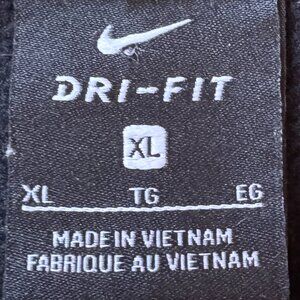 DRI-FIT
XL
XL TG EG
MADE IN VIETNAM
FABRIQUE AU VIETNAM